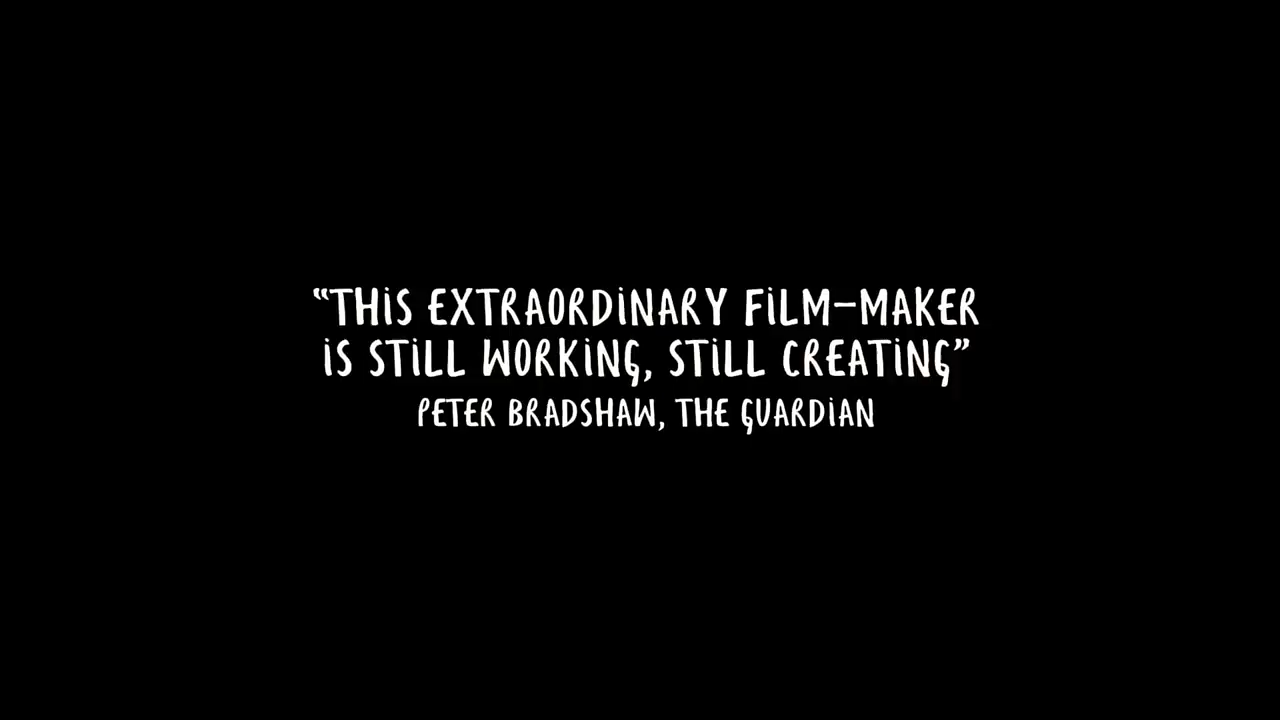 “THIS EXTRAORDINARY FILM-MAKER
IS STILL WORKING, STILL CREATING”
PETER BRADSHAW, THE GUARDIAN